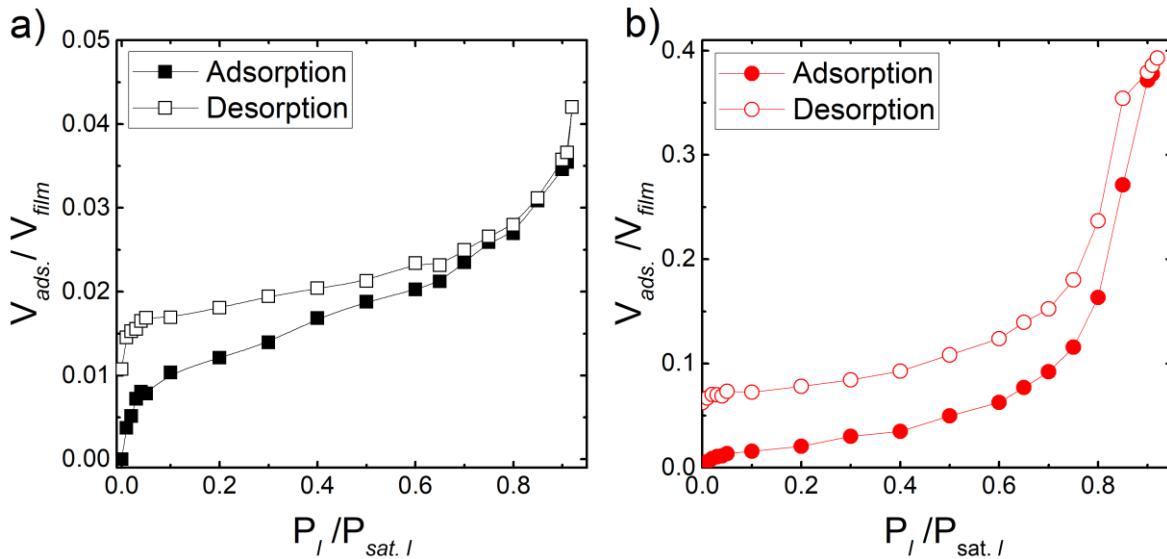 a)
0.05
0.04
0.03
0.02
0.01
0.00
V_ads. / V_film
Adsorption
Desorption
0.0 0.2 0.4 0.6 0.8
P_l /P_sat. l
b)
0.4
0.3
0.2
0.1
0.0
V_ads. /V_film
Adsorption
Desorption
0.0 0.2 0.4 0.6 0.8
P_l /P_sat. l